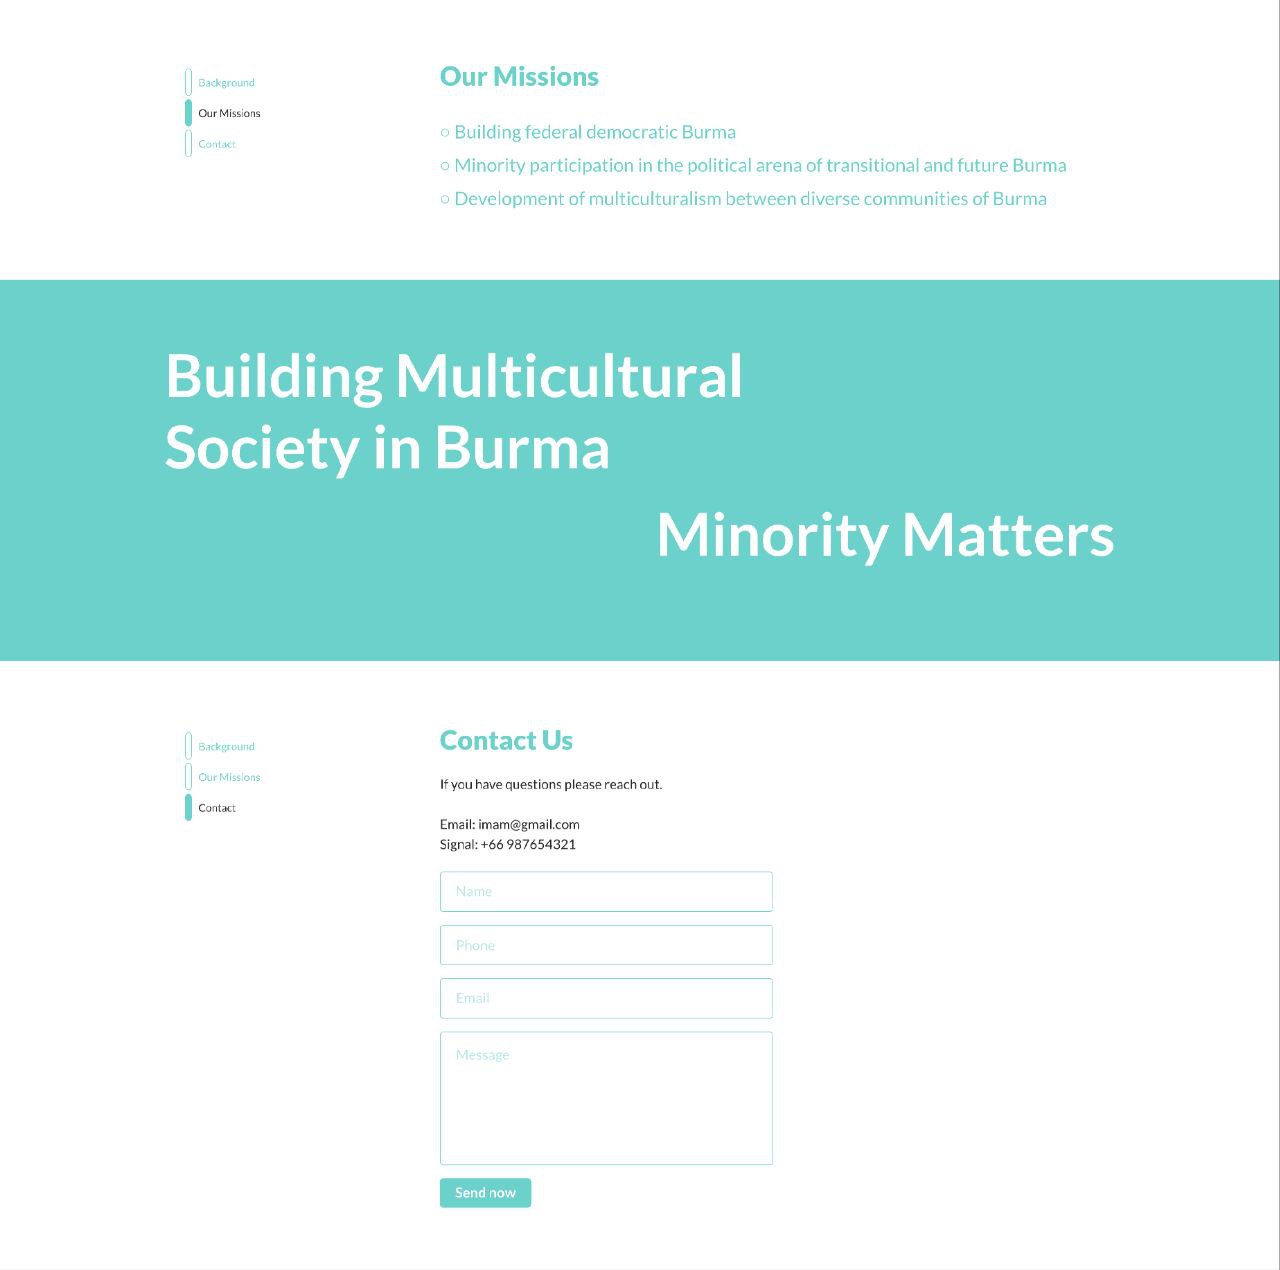 Background
Our Missions
Contact
Our Missions
○ Building federal democratic Burma
○ Minority participation in the political arena of transitional and future Burma
○ Development of multiculturalism between diverse communities of Burma
Building Multicultural
Society in Burma
Minority Matters
Background
Our Missions
Contact
Contact Us
If you have questions please reach out.
Email: imam@gmail.com
Signal: +66 987654321
Name
Phone
Email
Message
Send now